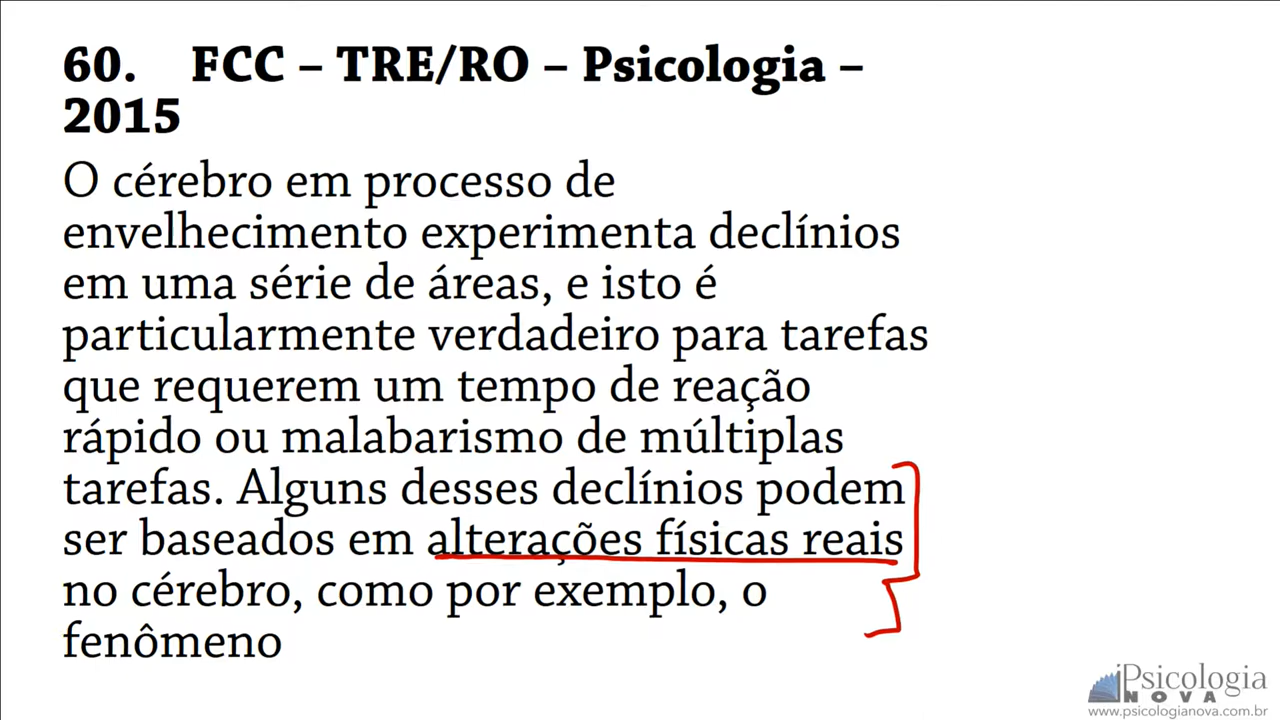 60. FCC – TRE/RO – Psicologia –
2015
O cérebro em processo de
envelhecimento experimenta declínios
em uma série de áreas, e isto é
particularmente verdadeiro para tarefas
que requerem um tempo de reação
rápido ou malabarismo de múltiplas
tarefas. Alguns desses declínios podem
ser baseados em alterações físicas reais
no cérebro, como por exemplo, o
fenômeno
Psicologia
NOVA
www.psicologianova.com.br